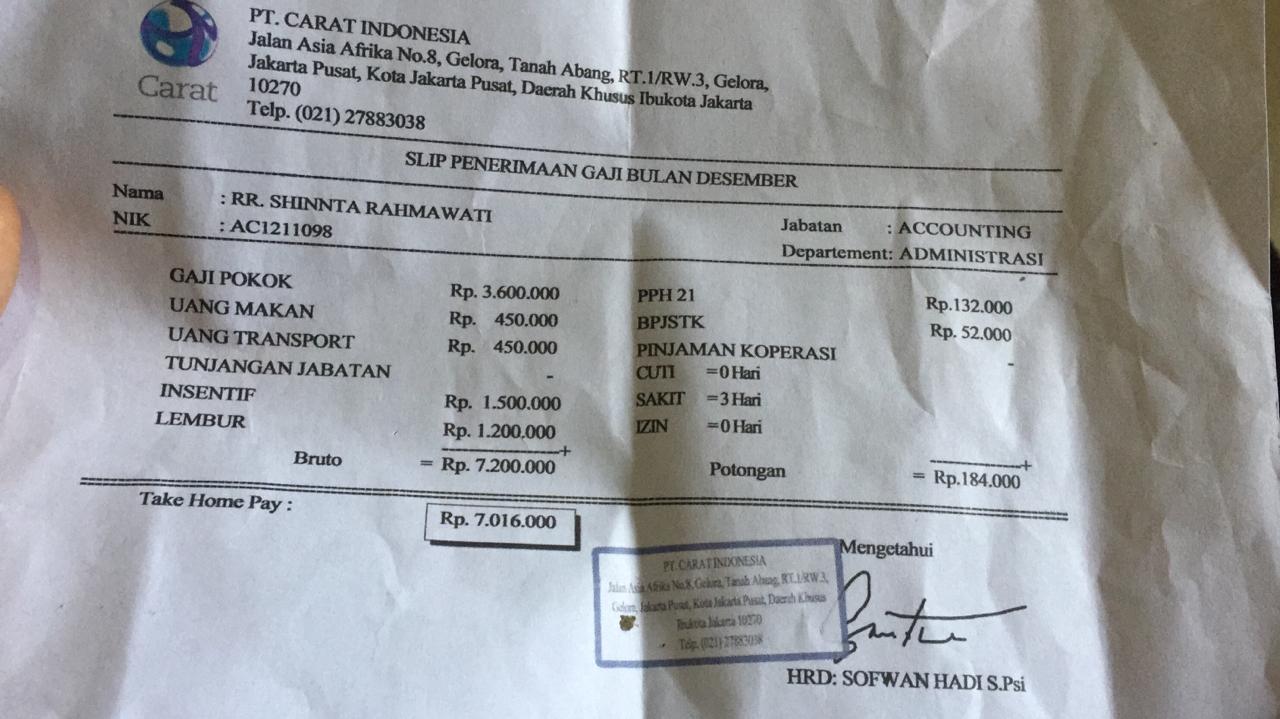 Carat
PT. CARAT INDONESIA
Jalan Asia Afrika No.8, Gelora, Tanah Abang, RT.1/RW.3, Gelora,
Jakarta Pusat, Kota Jakarta Pusat, Daerah Khusus Ibukota Jakarta
10270
Telp. (021) 27883038
SLIP PENERIMAAN GAJI BULAN DESEMBER
Nama : RR. SHINNTA RAHMAWATI
NIK : AC1211098
Jabatan : ACCOUNTING
Departement: ADMINISTRASI
GAJI POKOK Rp. 3.600.000
UANG MAKAN Rp. 450.000
UANG TRANSPORT Rp. 450.000
TUNJANGAN JABATAN -
INSENTIF Rp. 1.500.000
LEMBUR Rp. 1.200.000
+
Bruto = Rp. 7.200.000
PPH 21 Rp.132.000
BPJSTK Rp. 52.000
PINJAMAN KOPERASI -
CUTI =0 Hari
SAKIT =3 Hari
IZIN =0 Hari
+
Potongan = Rp.184.000
Take Home Pay : Rp. 7.016.000
Mengetahui
PT. CARAT INDONESIA
Jalan Asia Afrika No.8, Gelora, Tanah Abang, RT.1/RW.3,
Gelora, Jakarta Pusat, Kota Jakarta Pusat, Daerah Khusus
Ibukota Jakarta 10270
Telp. (021) 27883038
HRD: SOFWAN HADI S.Psi